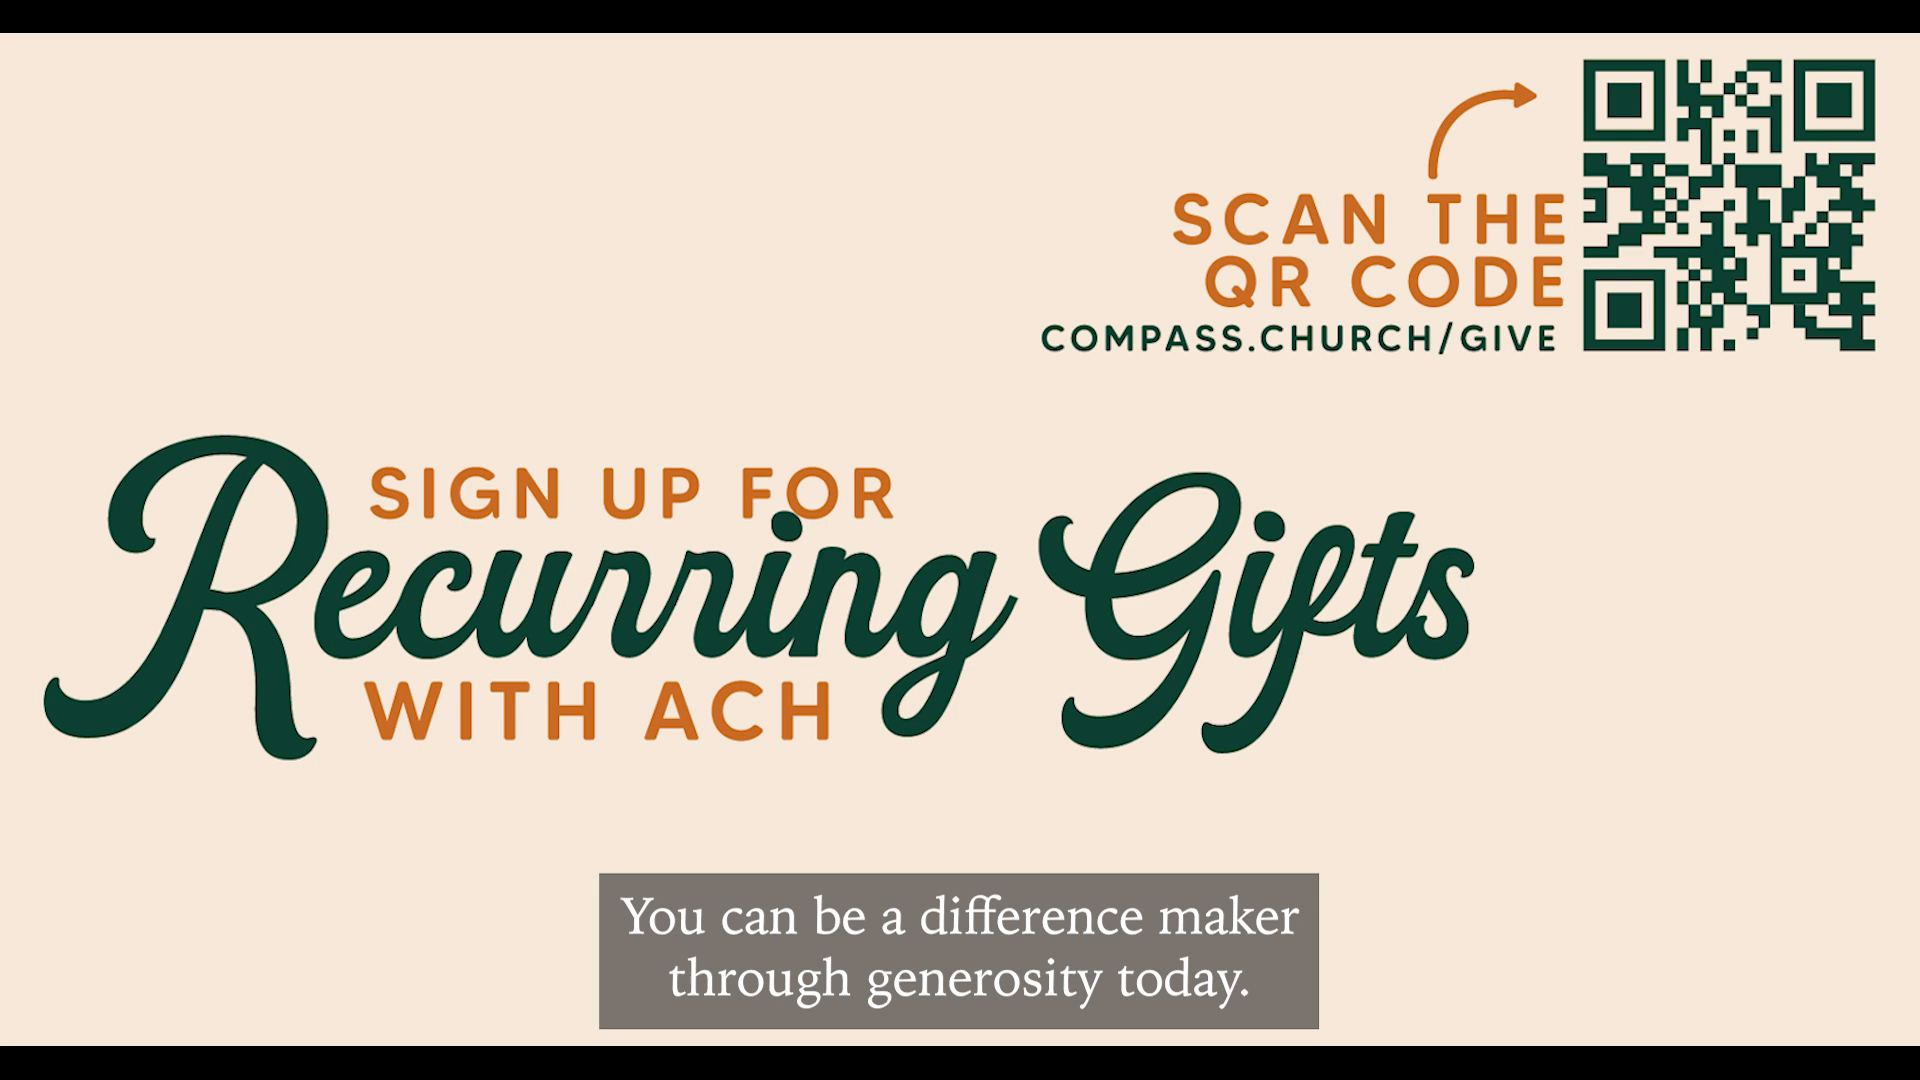 SCAN THE
QR CODE
COMPASS.CHURCH/GIVE
SIGN UP FOR
Recurring Gifts
WITH ACH
You can be a difference maker
through generosity today.